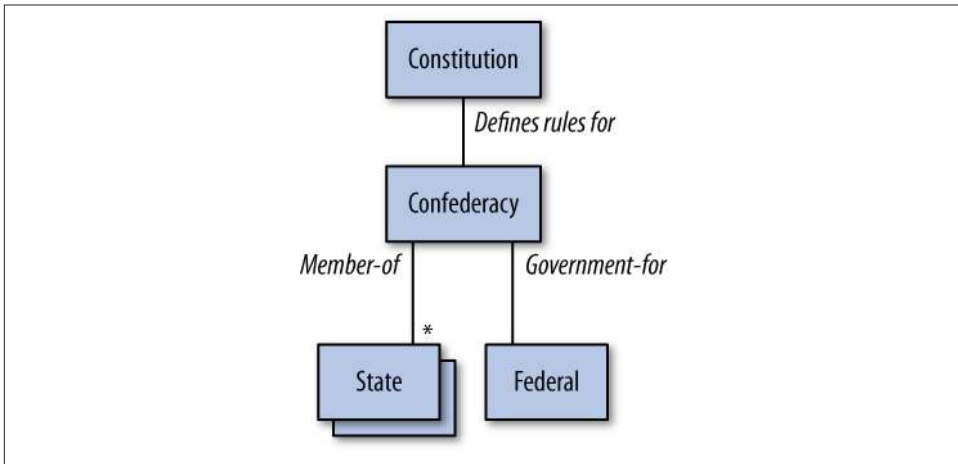 Constitution
Defines rules for
Confederacy
Member-of
Government-for
*
State
Federal